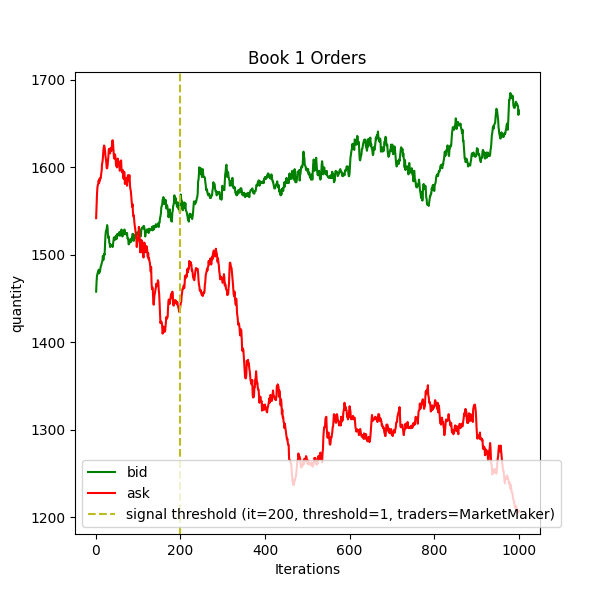 Book 1 Orders
1700
1600
1500
1400
1300
1200
quantity
bid
ask
signal threshold (it=200, threshold=1, traders=MarketMaker)
0
200
400
600
800
1000
Iterations